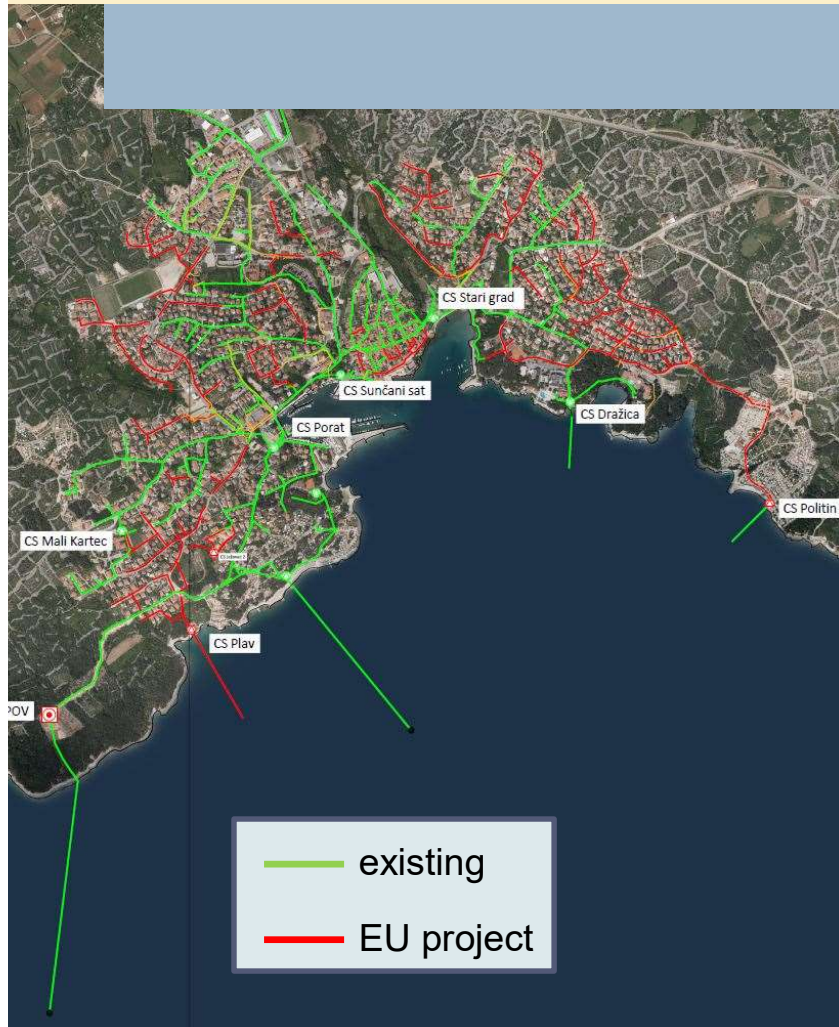 CS Stari grad
CS Sunčani sat
CS Dražica
CS Porat
CS Politin
CS Mali Kartec
CS Plav
POV
existing
EU project